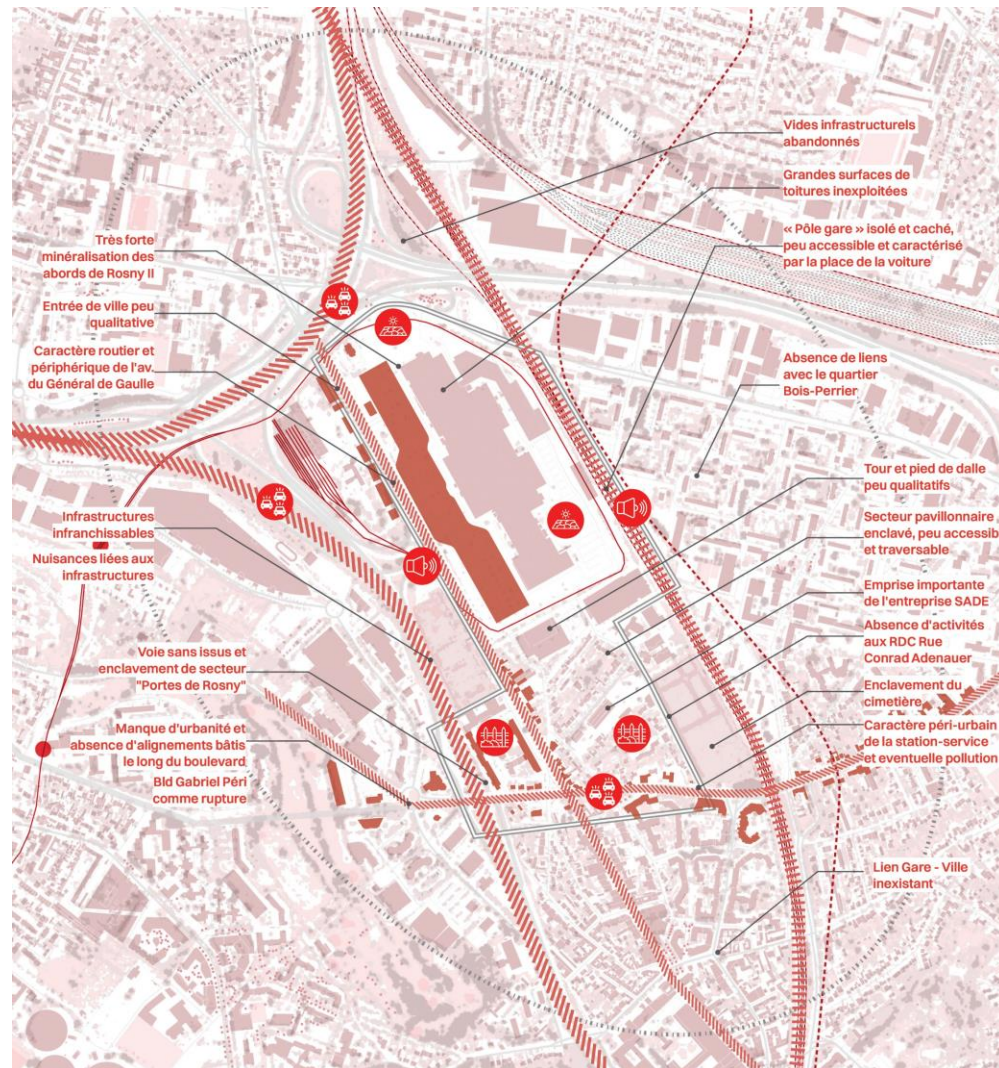 Vides infrastructurels
abandonnés
Grandes surfaces de
toitures inexploitées
« Pôle gare » isolé et caché,
peu accessible et caractérisé
par la place de la voiture
Très forte
minéralisation des
abords de Rosny II
Entrée de ville peu
qualitative
Caractère routier et
périphérique de l'av.
du Général de Gaulle
Absence de liens
avec le quartier
Bois-Perrier
Tour et pied de dalle
peu qualitatifs
Secteur pavillonnaire
enclavé, peu accessib
et traversable
Infrastructures
infranchissables
Nuisances liées aux
infrastructures
Emprise importante
de l'entreprise SADE
Absence d'activités
aux RDC Rue
Conrad Adenauer
Voie sans issus et
enclavement de secteur
"Portes de Rosny"
Enclavement du
cimetière
Caractère péri-urbain
de la station-service
et eventuelle pollution
Manque d'urbanité et
absence d'alignements bâtis
le long du boulevard
Bld Gabriel Péri
comme rupture
Lien Gare - Ville
inexistant